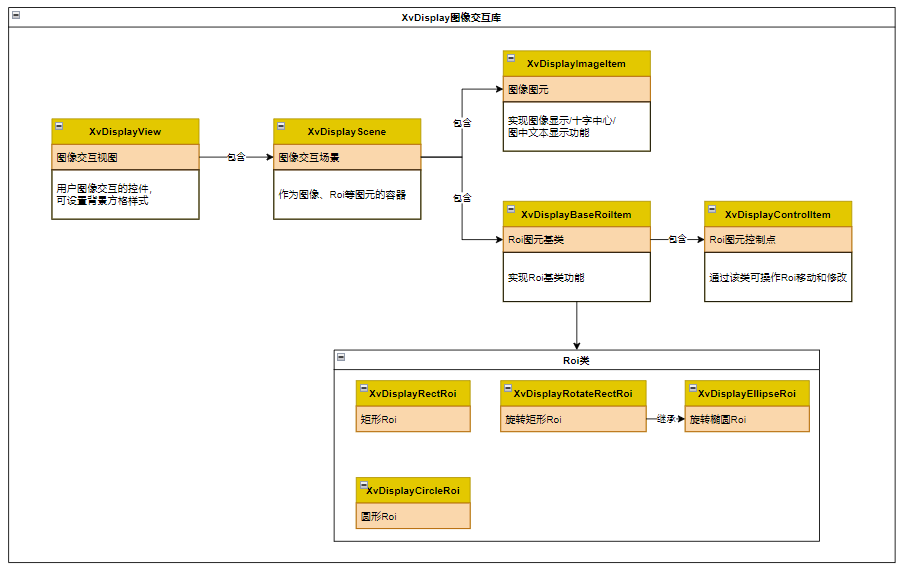 XvDisplay图像交互库
XvDisplayImageItem
图像图元
实现图像显示/十字中心/
图中文本显示功能
XvDisplayView
图像交互视图
用户图像交互的控件，
可设置背景方格样式
包含
XvDisplayScene
图像交互场景
作为图像、Roi等图元的容器
包含
包含
XvDisplayBaseRoiItem
Roi图元基类
实现Roi基类功能
包含
XvDisplayControlItem
Roi图元控制点
通过该类可操作Roi移动和修改
Roi类
XvDisplayRectRoi
矩形Roi
XvDisplayRotateRectRoi
旋转矩形Roi
继承
XvDisplayEllipseRoi
旋转椭圆Roi
XvDisplayCircleRoi
圆形Roi